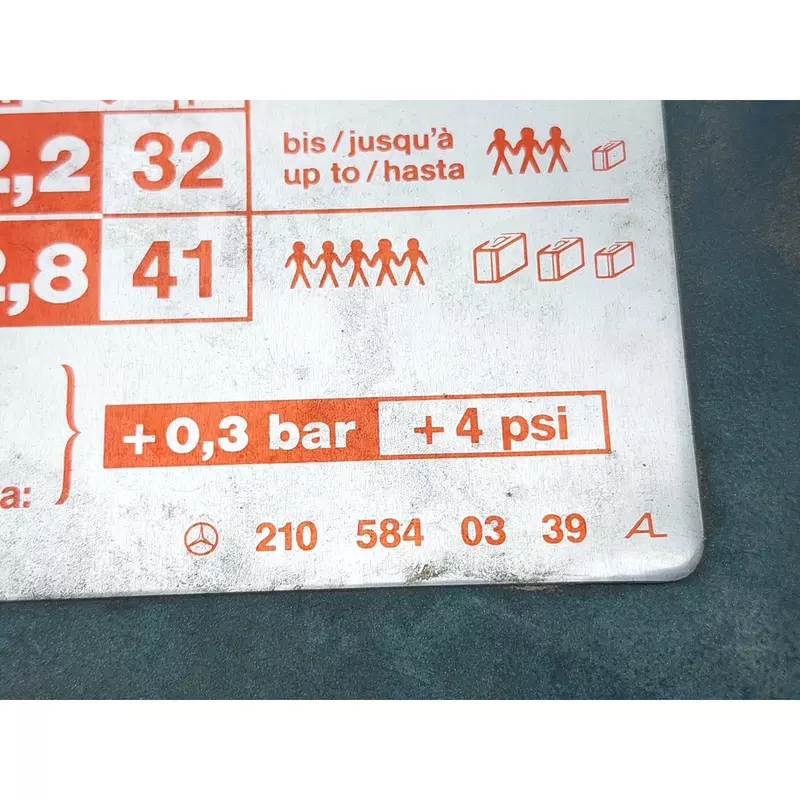 2,2 32 bis/jusqu'à
up to/hasta
2,8 41
+0,3 bar +4 psi
a:
210 584 03 39 AL